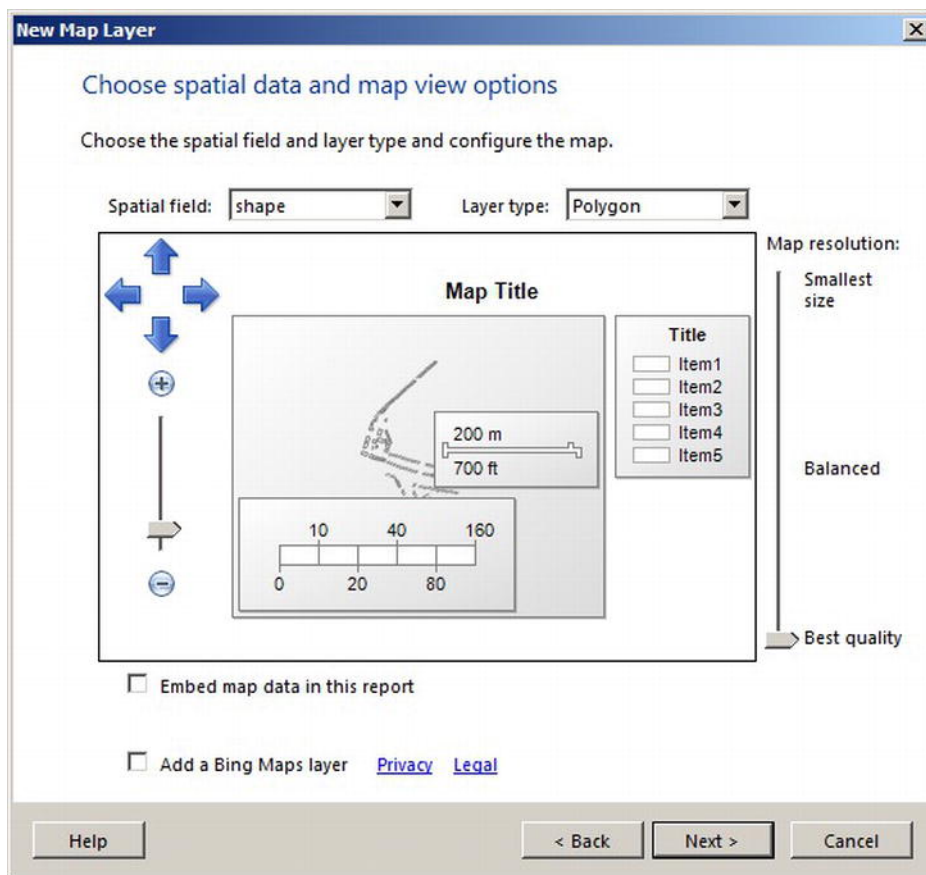 New Map Layer
Choose spatial data and map view options
Choose the spatial field and layer type and configure the map.
Spatial field: shape Layer type: Polygon
Map resolution:
Smallest
size
Balanced
Best quality
Map Title
Title
Item1
Item2
Item3
Item4
Item5
200 m
700 ft
10 40 160
0 20 80
Embed map data in this report
Add a Bing Maps layer Privacy Legal
Help < Back Next > Cancel